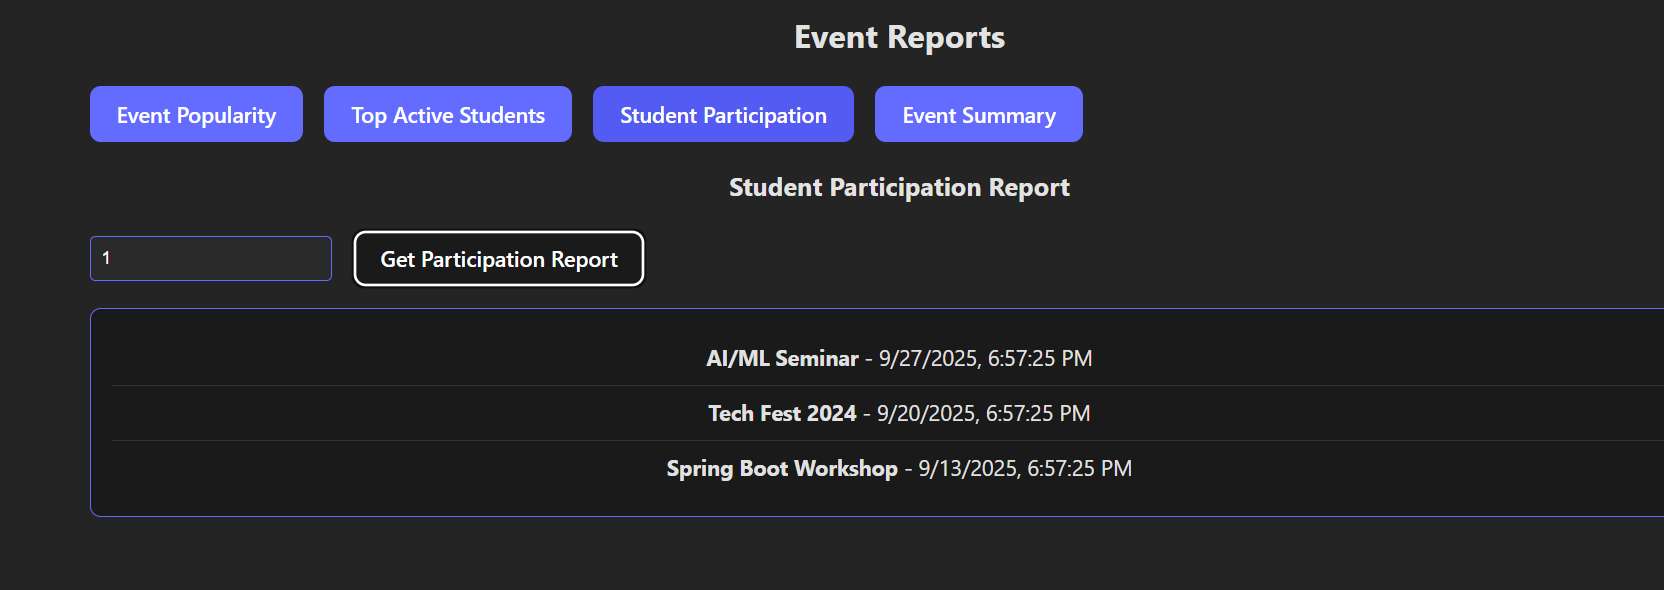 Event Reports
Event Popularity Top Active Students Student Participation Event Summary
Student Participation Report
1 Get Participation Report
AI/ML Seminar - 9/27/2025, 6:57:25 PM
Tech Fest 2024 - 9/20/2025, 6:57:25 PM
Spring Boot Workshop - 9/13/2025, 6:57:25 PM